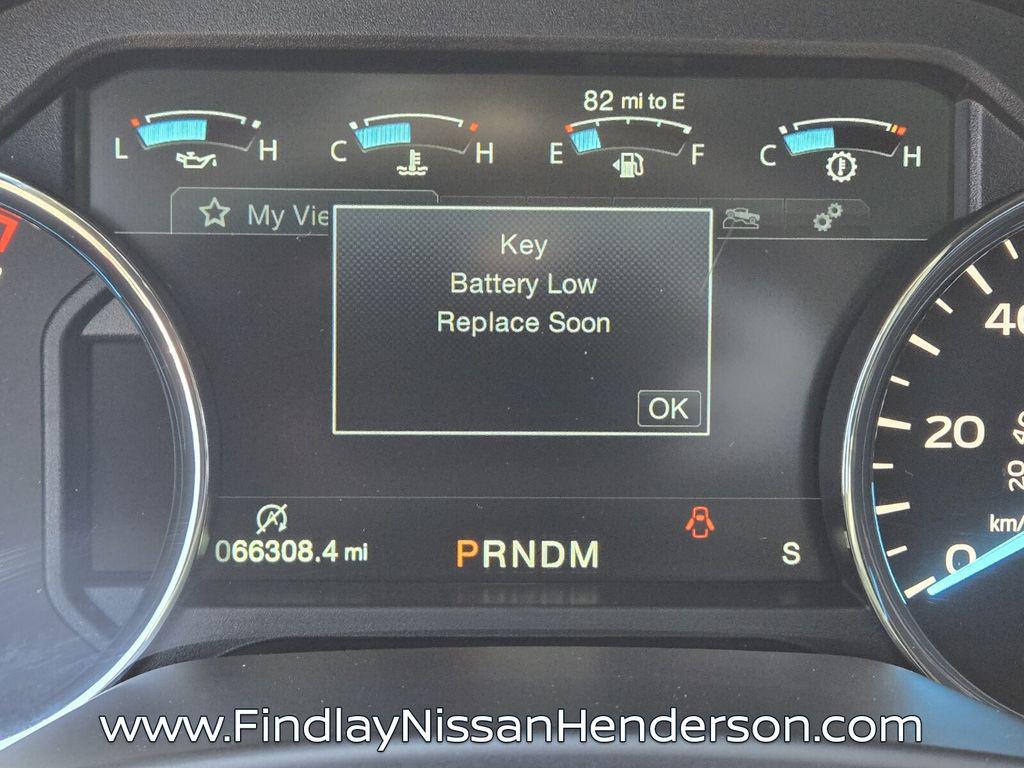 82 mi to E
L H C H E F C H
My Vie
Key
Battery Low
Replace Soon
OK
40
20
20
km/
0
066308.4 mi
PRNDM
S
www.FindlayNissanHenderson.com